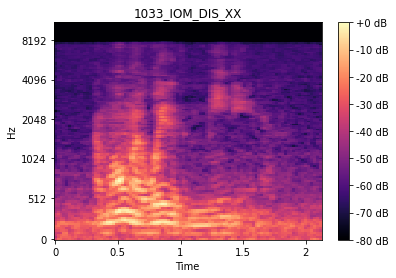 1033_IOM_DIS_XX
+0 dB
8192
-10 dB
4096
-20 dB
-30 dB
2048
Hz
-40 dB
1024
-50 dB
-60 dB
512
-70 dB
0
-80 dB
0 0.5 1 1.5 2
Time